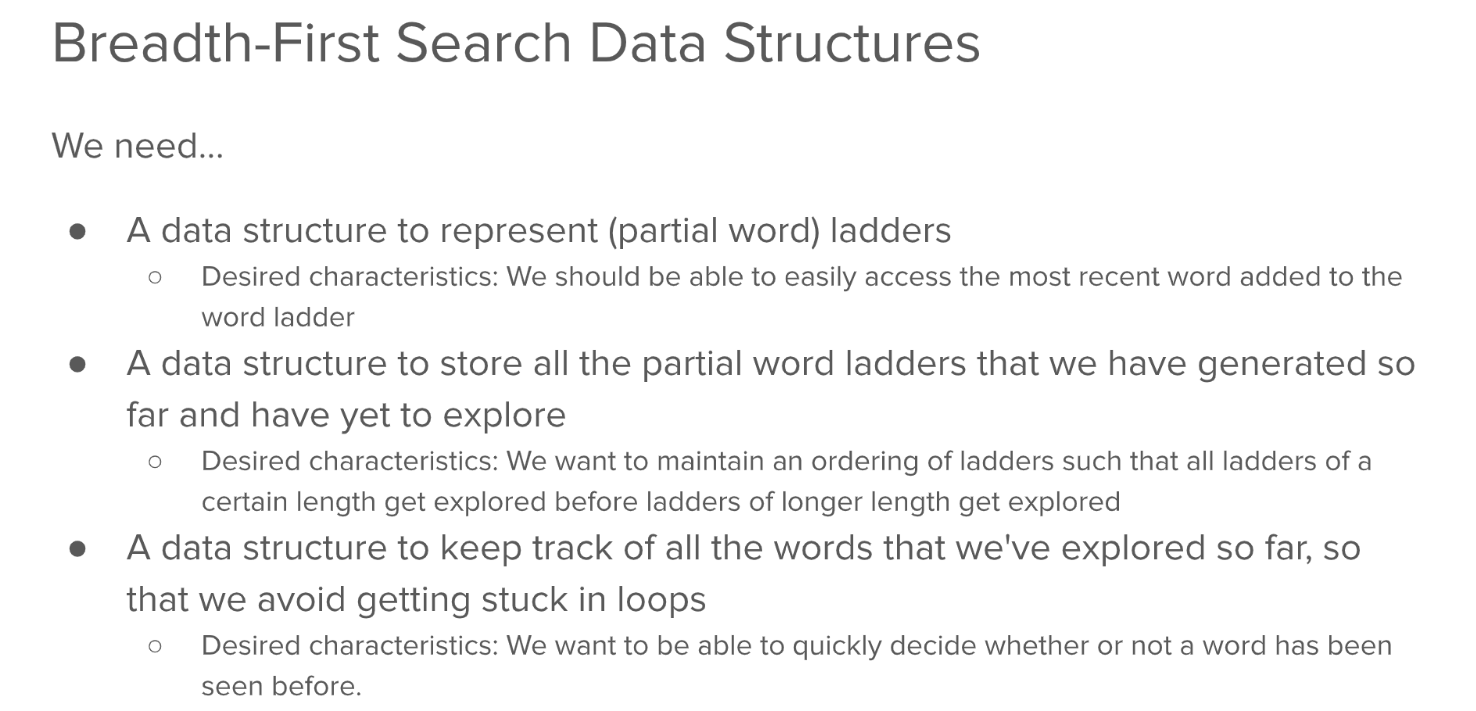 Breadth-First Search Data Structures
We need...
● A data structure to represent (partial word) ladders
○ Desired characteristics: We should be able to easily access the most recent word added to the
word ladder
● A data structure to store all the partial word ladders that we have generated so
far and have yet to explore
○ Desired characteristics: We want to maintain an ordering of ladders such that all ladders of a
certain length get explored before ladders of longer length get explored
● A data structure to keep track of all the words that we've explored so far, so
that we avoid getting stuck in loops
○ Desired characteristics: We want to be able to quickly decide whether or not a word has been
seen before.